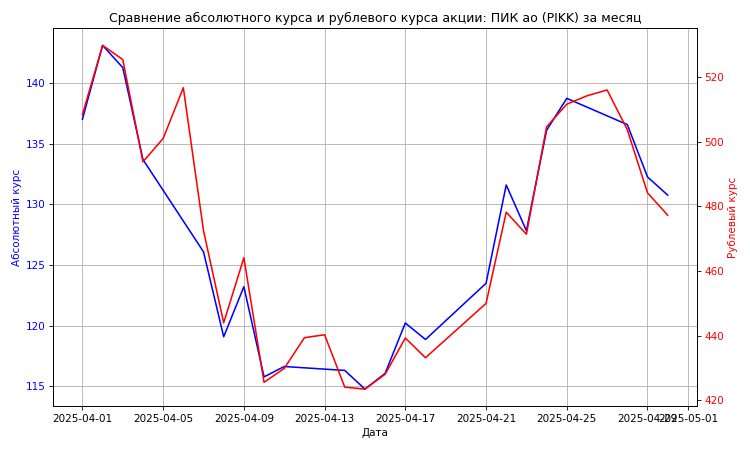 Сравнение абсолютного курса и рублевого курса акции: ПИК ао (PIKK) за месяц
140
135
130
125
120
115
Абсолютный курс
520
500
480
460
440
420
Рублевый курс
2025-04-01 2025-04-05 2025-04-09 2025-04-13 2025-04-17 2025-04-21 2025-04-25 2025-04-29 2025-05-01
Дата